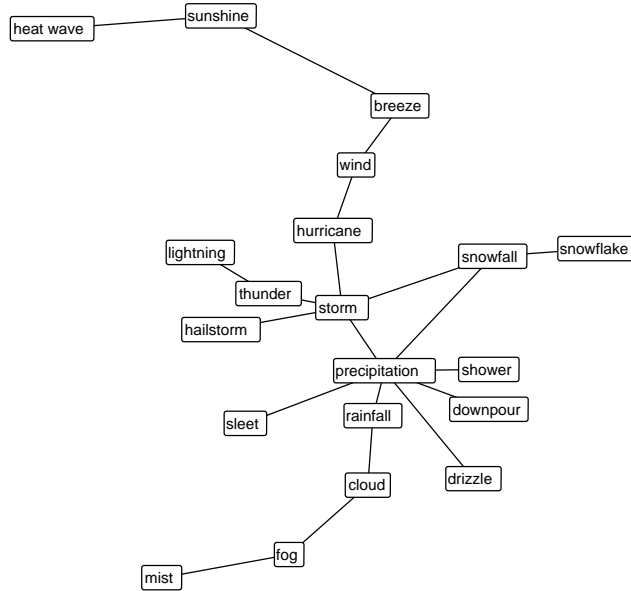 sunshine
heat wave
breeze
wind
hurricane
lightning
snowfall
snowflake
thunder
storm
hailstorm
precipitation
shower
downpour
rainfall
sleet
drizzle
cloud
fog
mist